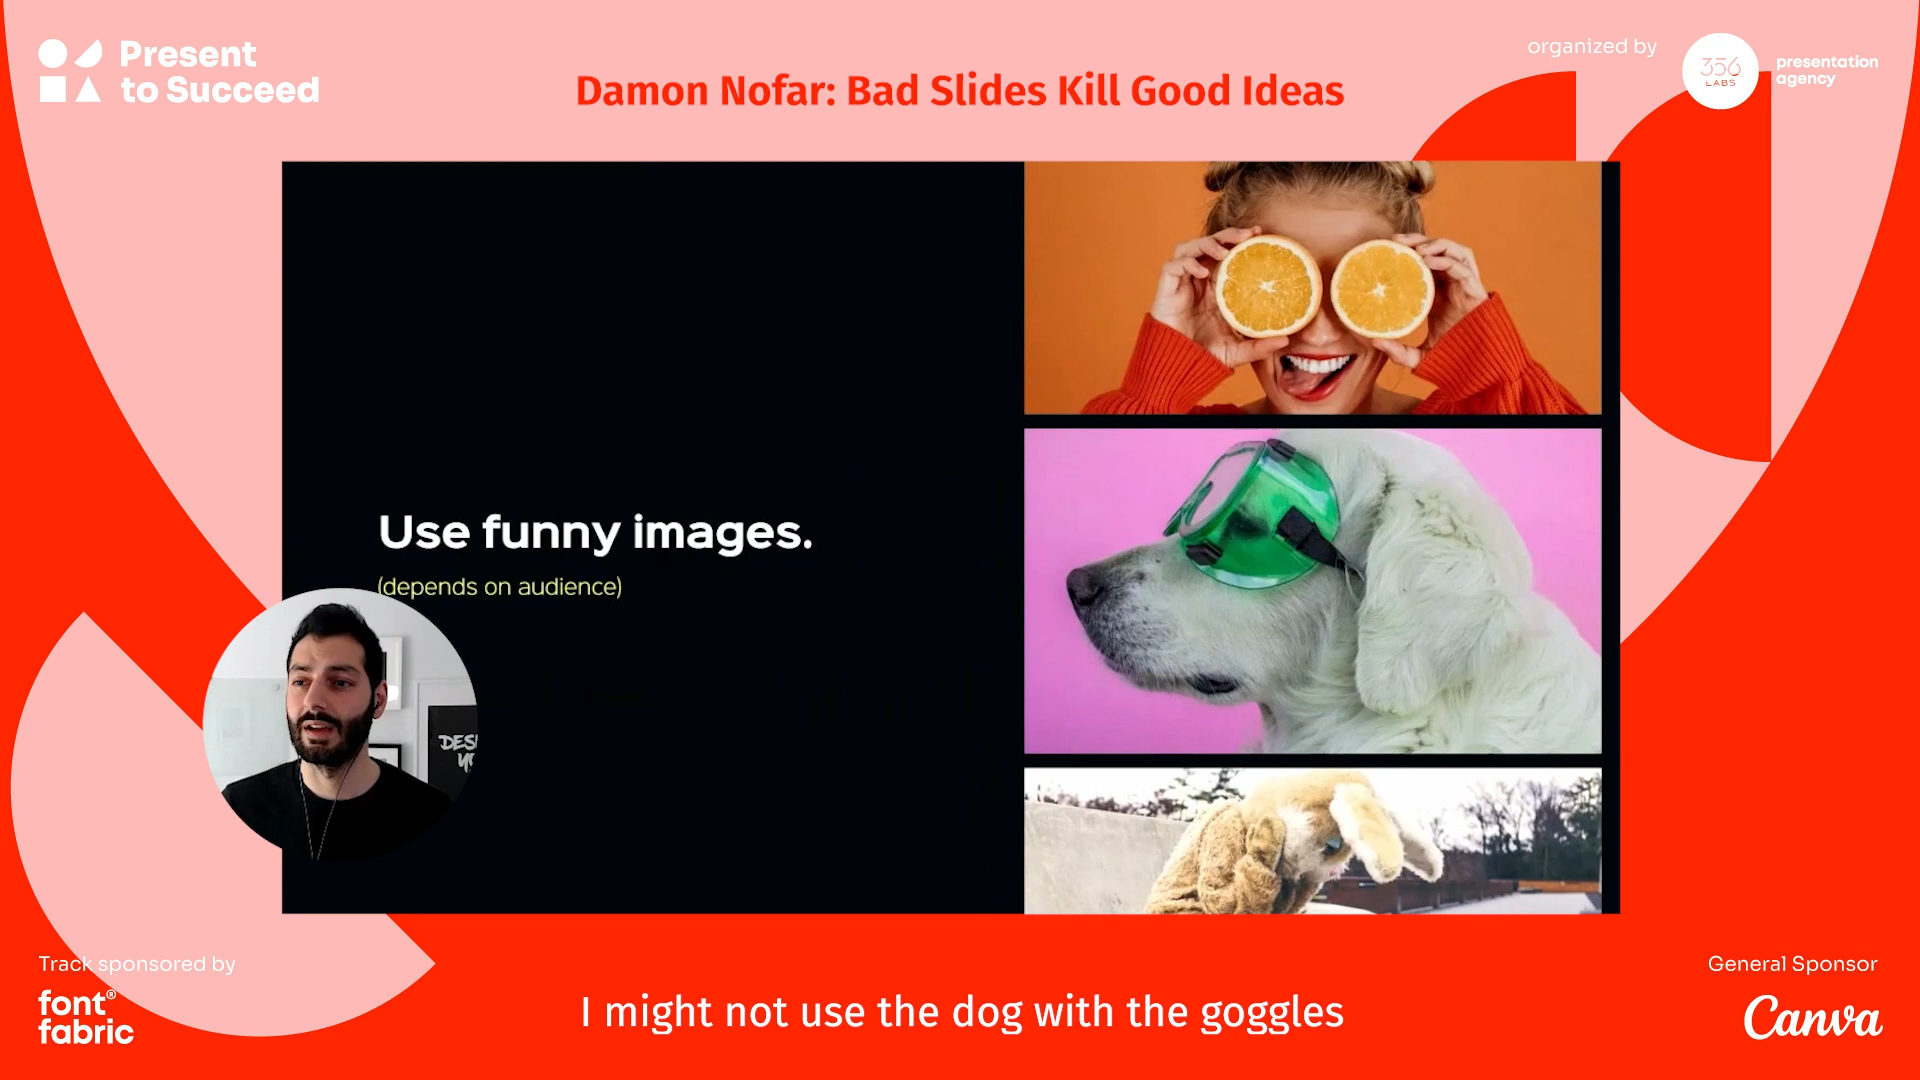 Present
to Succeed
Damon Nofar: Bad Slides Kill Good Ideas
organized by
356
LABS
presentation
agency
Use funny images.
(depends on audience)
DESI
Track sponsored by
font®
fabric
I might not use the dog with the goggles
General Sponsor
Canva